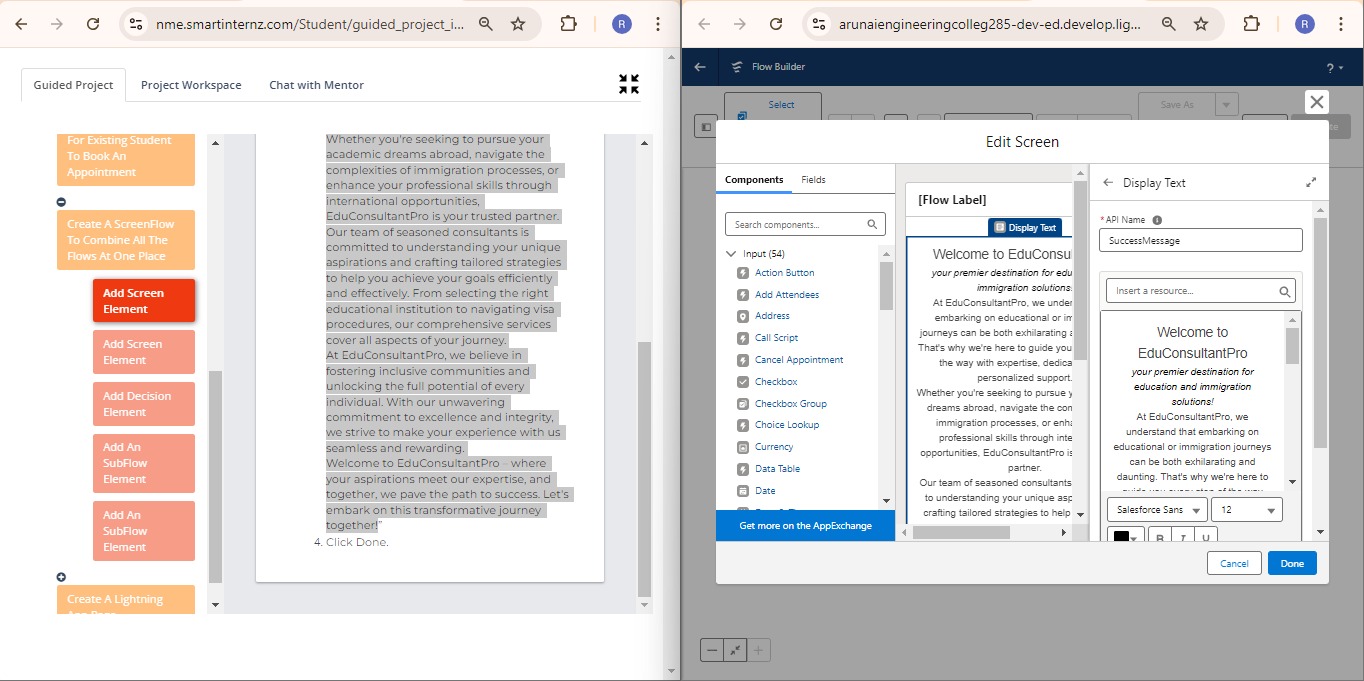 nme.smartinternz.com/Student/guided_project_i...
R
Guided Project
Project Workspace
Chat with Mentor
For Existing Student
To Book An
Appointment
Create A ScreenFlow
To Combine All The
Flows At One Place
Add Screen
Element
Add Screen
Element
Add Decision
Element
Add An
SubFlow
Element
Add An
SubFlow
Element
Create A Lightning
Whether you're seeking to pursue your
academic dreams abroad, navigate the
complexities of immigration processes, or
enhance your professional skills through
international opportunities,
EduConsultantPro is your trusted partner.
Our team of seasoned consultants is
committed to understanding your unique
aspirations and crafting tailored strategies
to help you achieve your goals efficiently
and effectively. From selecting the right
educational institution to navigating visa
procedures, our comprehensive services
cover all aspects of your journey.
At EduConsultantPro, we believe in
fostering inclusive communities and
unlocking the full potential of every
individual. With our unwavering
commitment to excellence and integrity,
we strive to make your experience with us
seamless and rewarding.
Welcome to EduConsultantPro – where
your aspirations meet our expertise, and
together, we pave the path to success. Let's
embark on this transformative journey
together!”
4. Click Done.
arunaiengineeringcolleg285-dev-ed.develop.lig...
R
Flow Builder
?
Select
Save As
Edit Screen
Components
Fields
Search components...
Input (54)
Action Button
Add Attendees
Address
Call Script
Cancel Appointment
Checkbox
Checkbox Group
Choice Lookup
Currency
Data Table
Date
Get more on the AppExchange
[Flow Label]
Display Text
Welcome to EduConsul
your premier destination for edu
immigration solutions
At EduConsultantPro, we under
embarking on educational or im
journeys can be both exhilarating a
That's why we're here to guide you
the way with expertise, dedica
personalized support.
Whether you're seeking to pursue y
dreams abroad, navigate the con
immigration processes, or enha
professional skills through inte
opportunities, EduConsultantPro is
partner.
Our team of seasoned consultants
to understanding your unique asp
crafting tailored strategies to help
Display Text
* API Name
SuccessMessage
Insert a resource...
Welcome to
EduConsultantPro
your premier destination for
education and immigration
solutions!
At EduConsultantPro, we
understand that embarking on
educational or immigration journeys
can be both exhilarating and
daunting. That's why we're here to
guide you every step of the way
Salesforce Sans
12
B I U
Cancel
Done